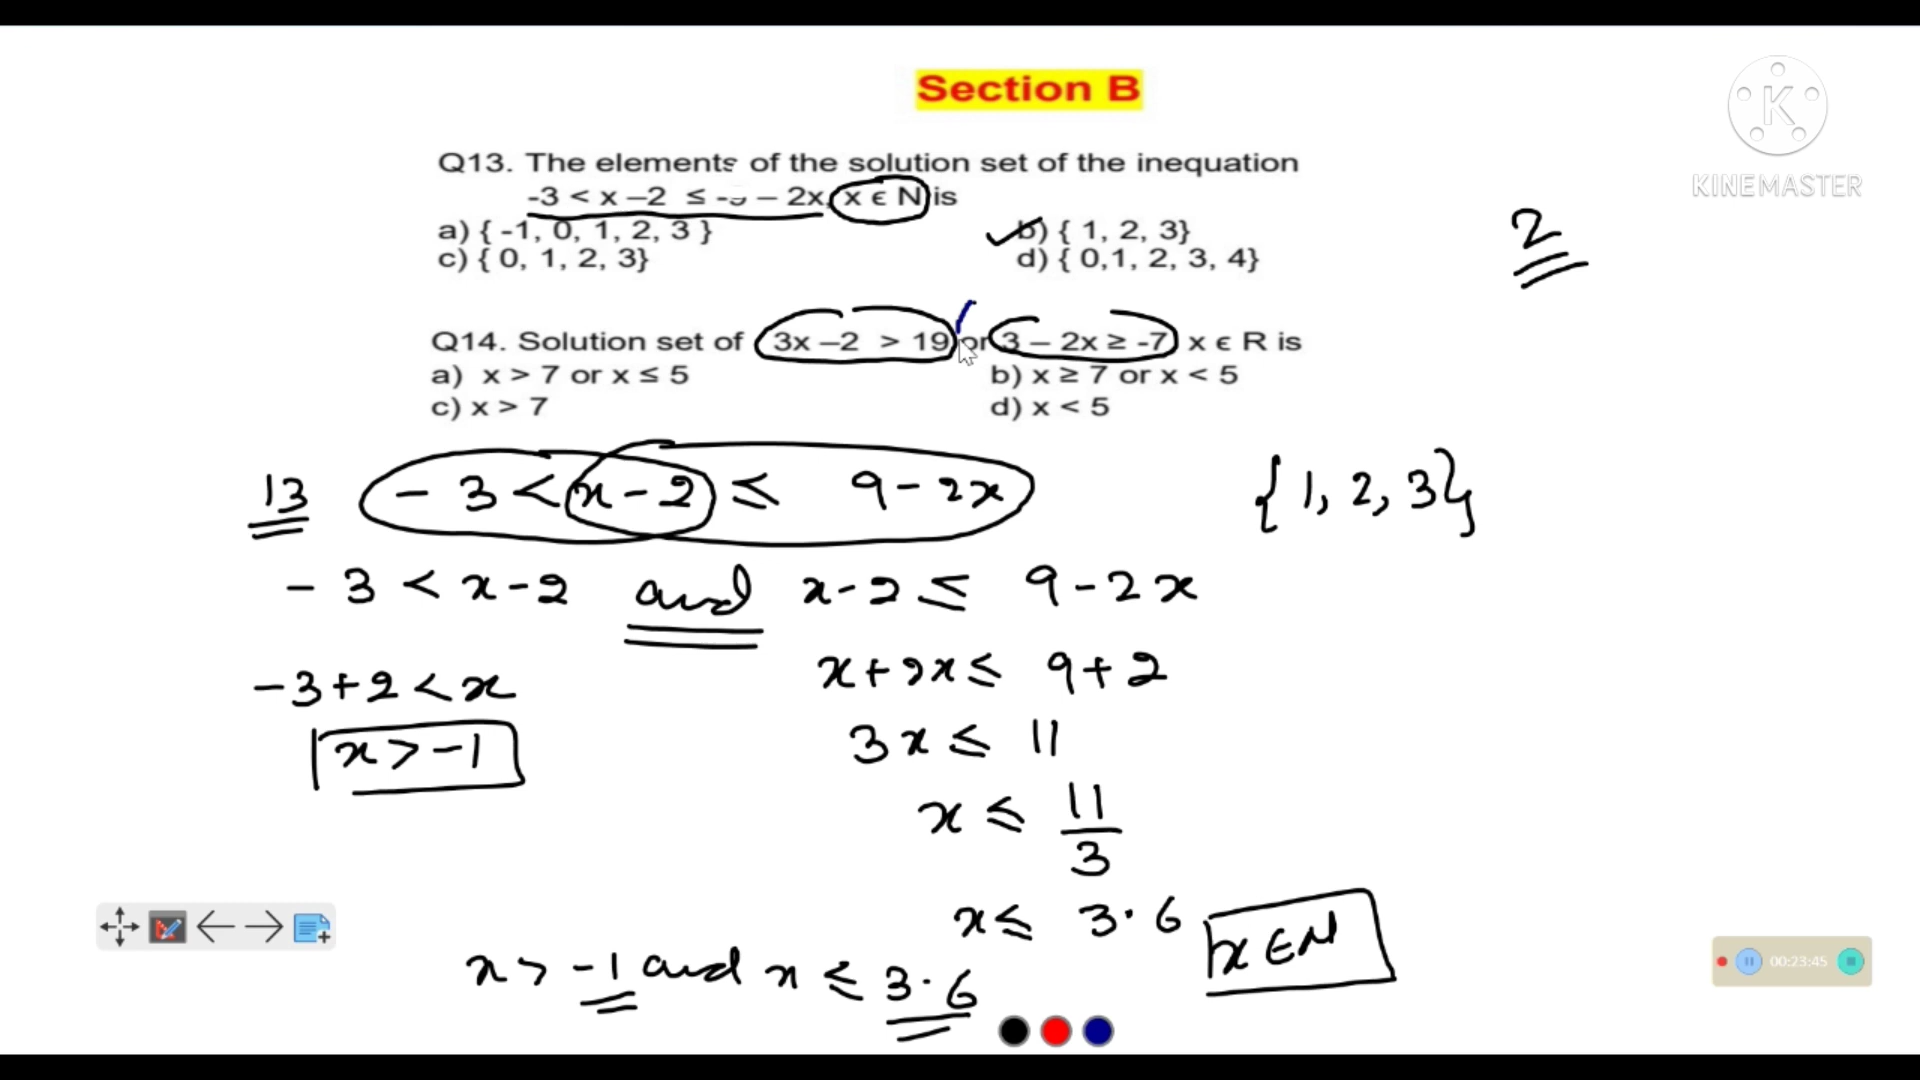 Section B
KINEMASTER
Q13. The elements of the solution set of the inequation
-3 < x –2 ≤ – 2x, x ϵ N is
a) { -1, 0, 1, 2, 3 }
b) { 1, 2, 3}
c) { 0, 1, 2, 3}
d) { 0,1, 2, 3, 4}
2
Q14. Solution set of 3x –2 > 19 or 3 – 2x ≥ -7 x ϵ R is
a) x > 7 or x ≤ 5
b) x ≥ 7 or x < 5
c) x > 7
d) x < 5
13 - 3 < x - 2 ≤ 9 - 2x
{ 1, 2, 3}
- 3 < x - 2 and x - 2 ≤ 9 - 2x
-3+2 < x
x + 2x ≤ 9 + 2
x > -1
3x ≤ 11
x ≤ 11/3
x ≤ 3.6
x ∈ N
x > -1 and x ≤ 3.6
00:23:45